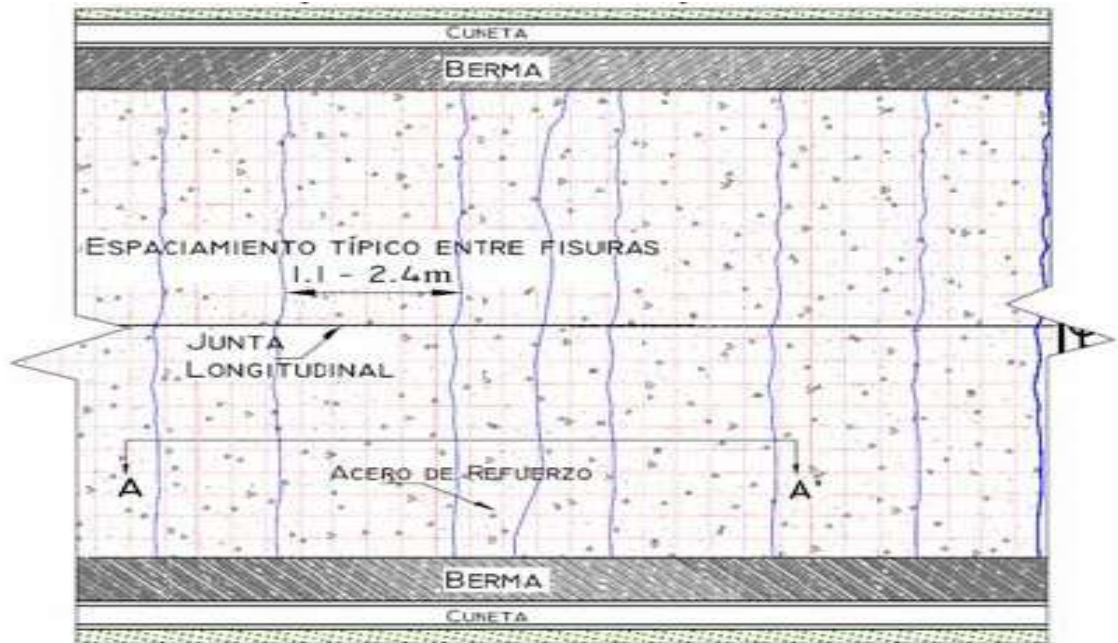 CUNETA
BERMA
ESPACIAMIENTO TÍPICO ENTRE FISURAS
1.1 - 2.4m
JUNTA
LONGITUDINAL
ACERO DE REFUERZO
A A
BERMA
CUNETA